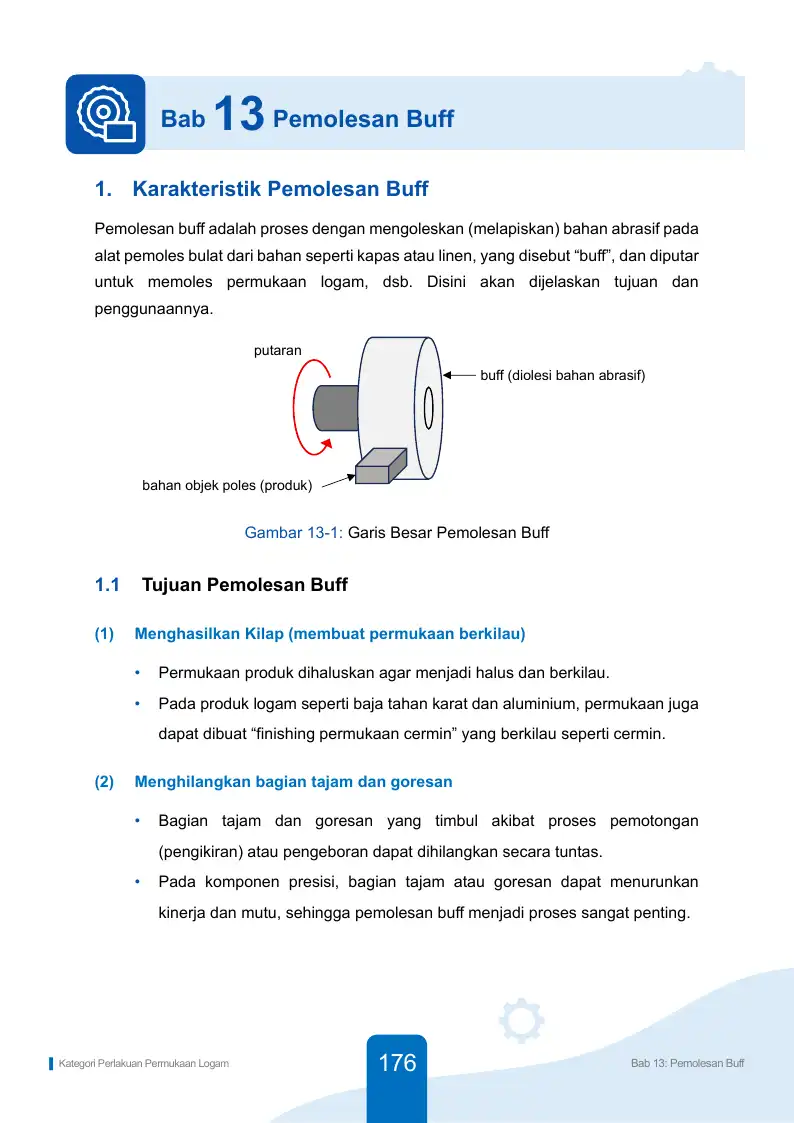 Bab 13 Pemolesan Buff
1. Karakteristik Pemolesan Buff
Pemolesan buff adalah proses dengan mengoleskan (melapiskan) bahan abrasif pada
alat pemoles bulat dari bahan seperti kapas atau linen, yang disebut “buff”, dan diputar
untuk memoles permukaan logam, dsb. Disini akan dijelaskan tujuan dan
penggunaannya.
putaran
buff (diolesi bahan abrasif)
bahan objek poles (produk)
Gambar 13-1: Garis Besar Pemolesan Buff
1.1 Tujuan Pemolesan Buff
(1) Menghasilkan Kilap (membuat permukaan berkilau)
• Permukaan produk dihaluskan agar menjadi halus dan berkilau.
• Pada produk logam seperti baja tahan karat dan aluminium, permukaan juga
dapat dibuat “finishing permukaan cermin” yang berkilau seperti cermin.
(2) Menghilangkan bagian tajam dan goresan
• Bagian tajam dan goresan yang timbul akibat proses pemotongan
(pengikiran) atau pengeboran dapat dihilangkan secara tuntas.
• Pada komponen presisi, bagian tajam atau goresan dapat menurunkan
kinerja dan mutu, sehingga pemolesan buff menjadi proses sangat penting.
Kategori Perlakuan Permukaan Logam
176
Bab 13: Pemolesan Buff